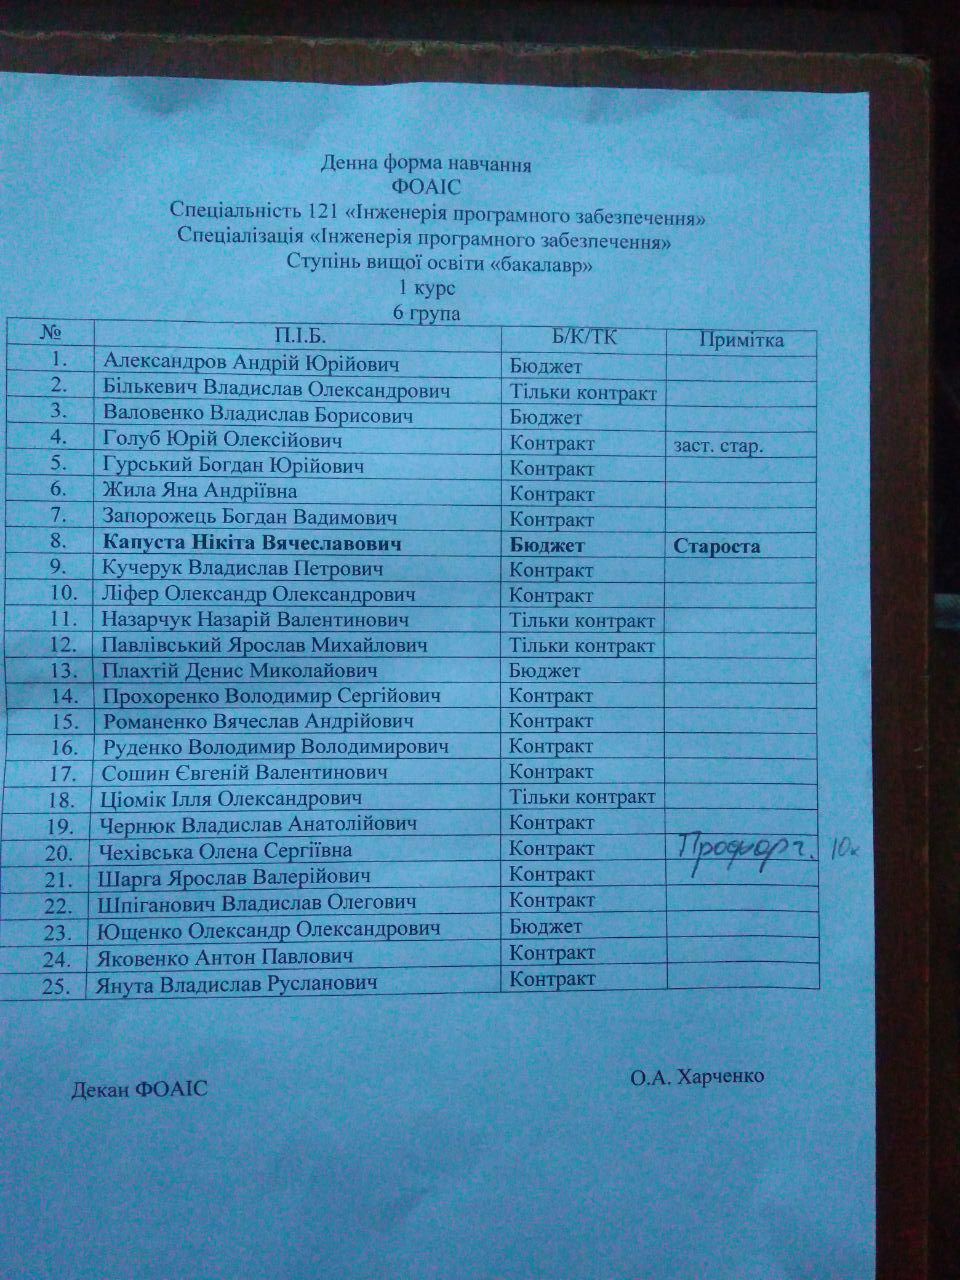 Денна форма навчання
ФОАІС
Спеціальність 121 «Інженерія програмного забезпечення»
Спеціалізація «Інженерія програмного забезпечення»
Ступінь вищої освіти «бакалавр»
1 курс
6 група
№ П.І.Б. Б/К/ТК Примітка
1. Александров Андрій Юрійович Бюджет
2. Бількевич Владислав Олександрович Тільки контракт
3. Валовенко Владислав Борисович Бюджет
4. Голуб Юрій Олексійович Контракт заст. стар.
5. Гурський Богдан Юрійович Контракт
6. Жила Яна Андріївна Контракт
7. Запорожець Богдан Вадимович Контракт
8. Капуста Нікіта Вячеславович Бюджет Староста
9. Кучерук Владислав Петрович Контракт
10. Ліфер Олександр Олександрович Контракт
11. Назарчук Назарій Валентинович Тільки контракт
12. Павлівський Ярослав Михайлович Тільки контракт
13. Плахтій Денис Миколайович Бюджет
14. Прохоренко Володимир Сергійович Контракт
15. Романенко Вячеслав Андрійович Контракт
16. Руденко Володимир Володимирович Контракт
17. Сошин Євгеній Валентинович Контракт
18. Ціомік Ілля Олександрович Тільки контракт
19. Чернюк Владислав Анатолійович Контракт
20. Чехівська Олена Сергіївна Контракт
21. Шарга Ярослав Валерійович Контракт
22. Шпіганович Владислав Олегович Контракт
23. Ющенко Олександр Олександрович Бюджет
24. Яковенко Антон Павлович Контракт
25. Янута Владислав Русланович Контракт
Декан ФОАІС О.А. Харченко